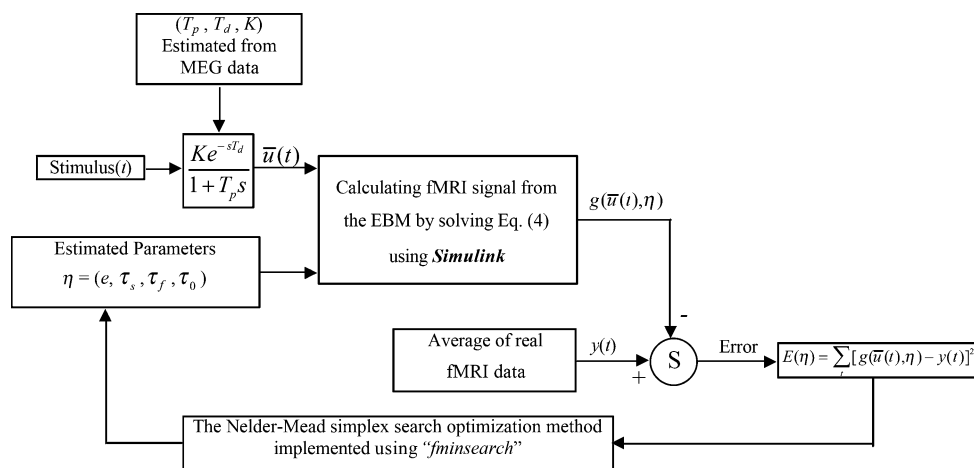 (T_p , T_d , K)
Estimated from
MEG data
Stimulus(t)
Ke^{-sT_d}
1 + T_p s
u̅(t)
Calculating fMRI signal from
the EBM by solving Eq. (4)
using Simulink
g(u̅(t),η)
Estimated Parameters
η = (e, τ_s , τ_f , τ_0 )
-
Average of real
fMRI data
y(t)
+
S
Error
E(η) = ∑_t [g(u̅(t),η) − y(t)]²
The Nelder-Mead simplex search optimization method
implemented using “fminsearch”